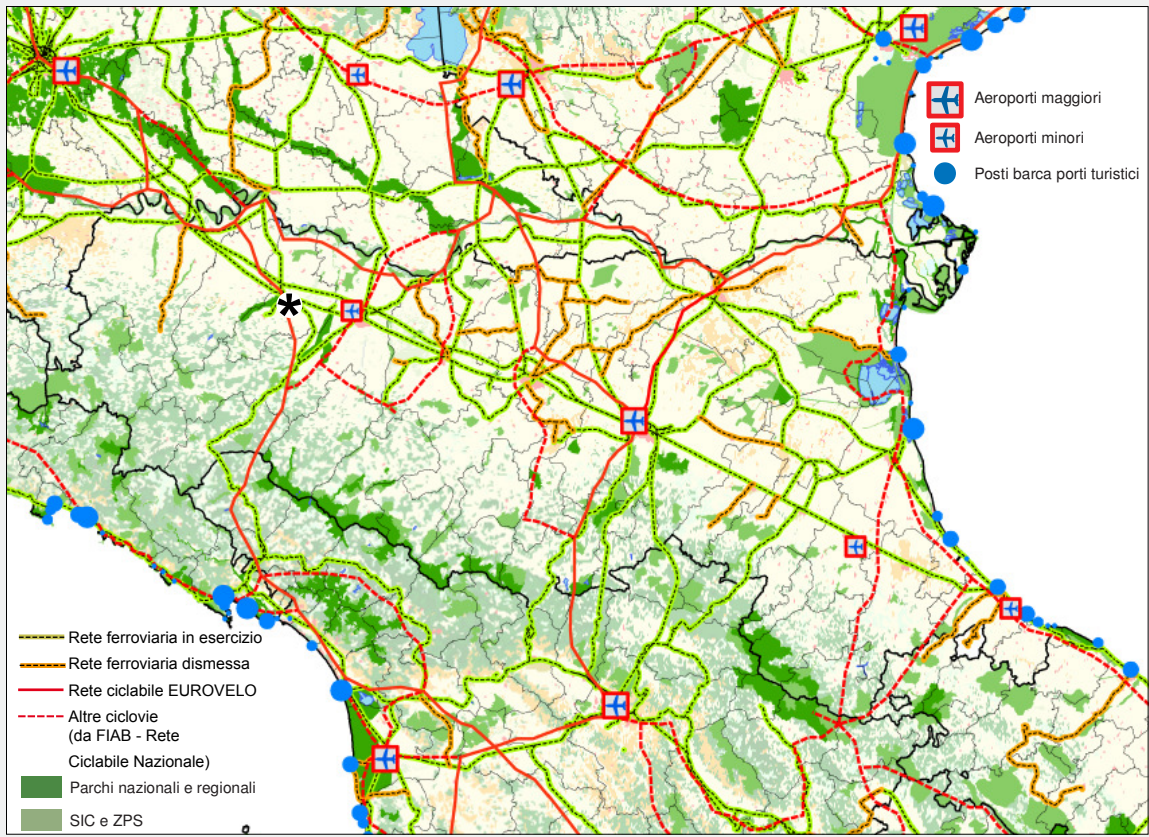 Aeroporti maggiori
Aeroporti minori
Posti barca porti turistici
*
Rete ferroviaria in esercizio
Rete ferroviaria dismessa
Rete ciclabile EUROVELO
Altre ciclovie
(da FIAB - Rete
Ciclabile Nazionale)
Parchi nazionali e regionali
SIC e ZPS